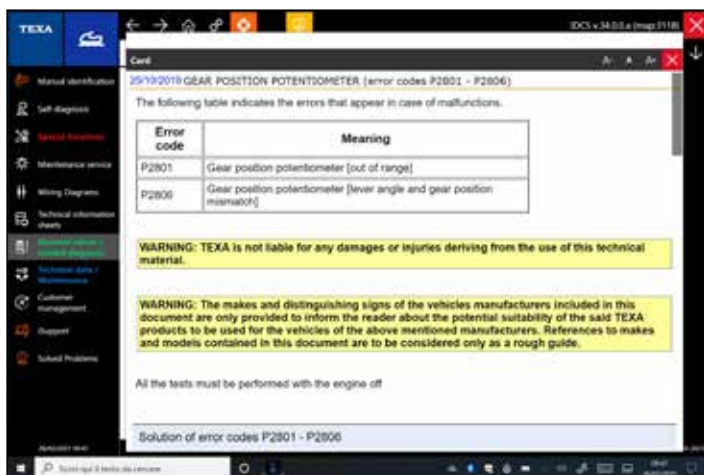 TEXA
IDC5 v.34.0.0.a (map:3118)
Card
A- A A+
25/10/2019 GEAR POSITION POTENTIOMETER (error codes P2801 - P2806)
Manual identification
The following table indicates the errors that appear in case of malfunctions.
Self-diagnosis
Error code
Meaning
Special Functions
P2801
Gear position potentiometer [out of range]
Maintenance service
P2806
Gear position potentiometer [lever angle and gear position mismatch]
Wiring Diagrams
Technical information
sheets
WARNING: TEXA is not liable for any damages or injuries deriving from the use of this technical
material.
Technical data /
Maintenance
Customer
management
WARNING: The makes and distinguishing signs of the vehicles manufacturers included in this
document are only provided to inform the reader about the potential suitability of the said TEXA
products to be used for the vehicles of the above mentioned manufacturers. References to makes
and models contained in this document are to be considered only as a rough guide.
Support
Solved Problems
All the tests must be performed with the engine off
Solution of error codes P2801 - P2806
Scrivi qui il testo da cercare